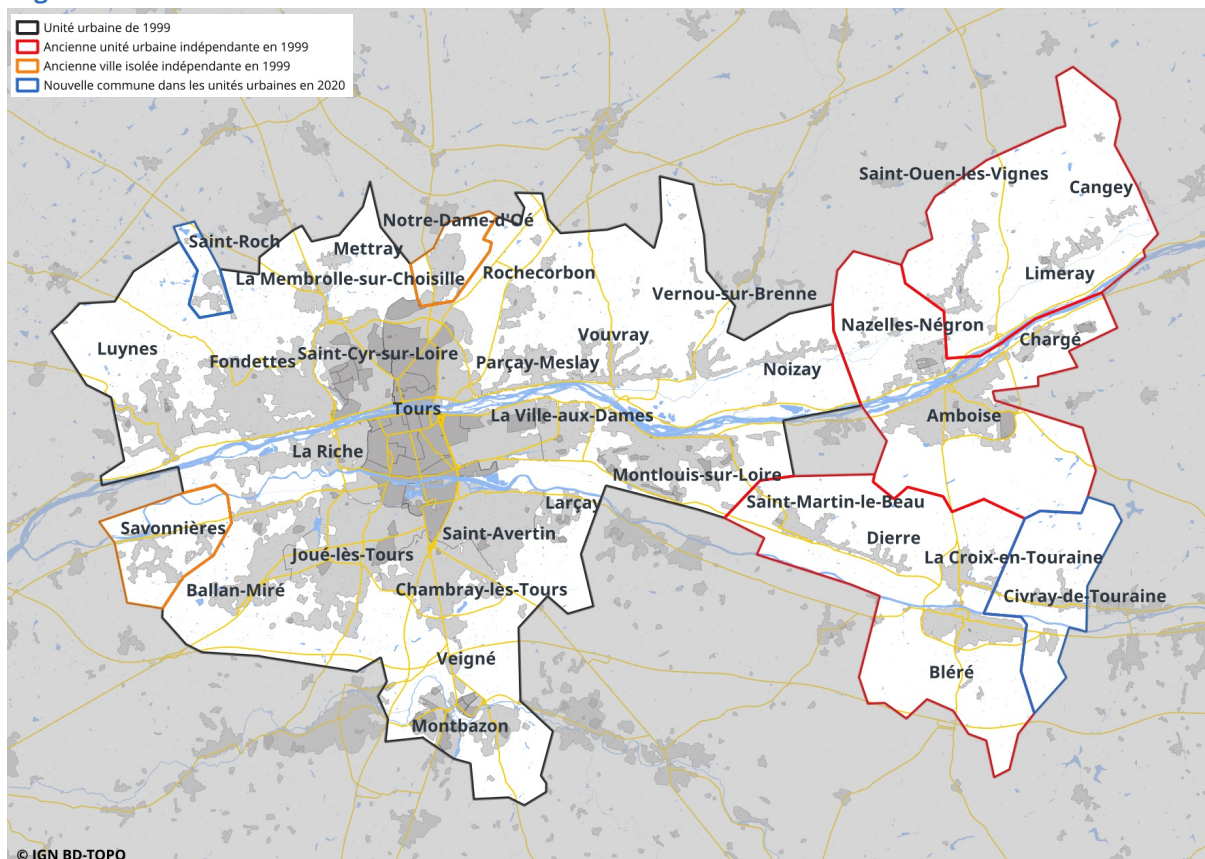 Unité urbaine de 1999
Ancienne unité urbaine indépendante en 1999
Ancienne ville isolée indépendante en 1999
Nouvelle commune dans les unités urbaines en 2020
Saint-Ouen-les-Vignes
Cangey
Notre-Dame-d'Oé
Saint-Roch
Mettray
La Membrolle-sur-Choisille
Rochecorbon
Limeray
Vernou-sur-Brenne
Nazelles-Négron
Vouvray
Chargé
Luynes
Fondettes
Saint-Cyr-sur-Loire
Parçay-Meslay
Noizay
Tours
La Ville-aux-Dames
Amboise
La Riche
Montlouis-sur-Loire
Larçay
Saint-Martin-le-Beau
Savonnières
Saint-Avertin
Dierre
Joué-lès-Tours
La Croix-en-Touraine
Ballan-Miré
Chambray-lès-Tours
Civray-de-Touraine
Veigné
Bléré
Montbazon
© IGN BD-TOPO